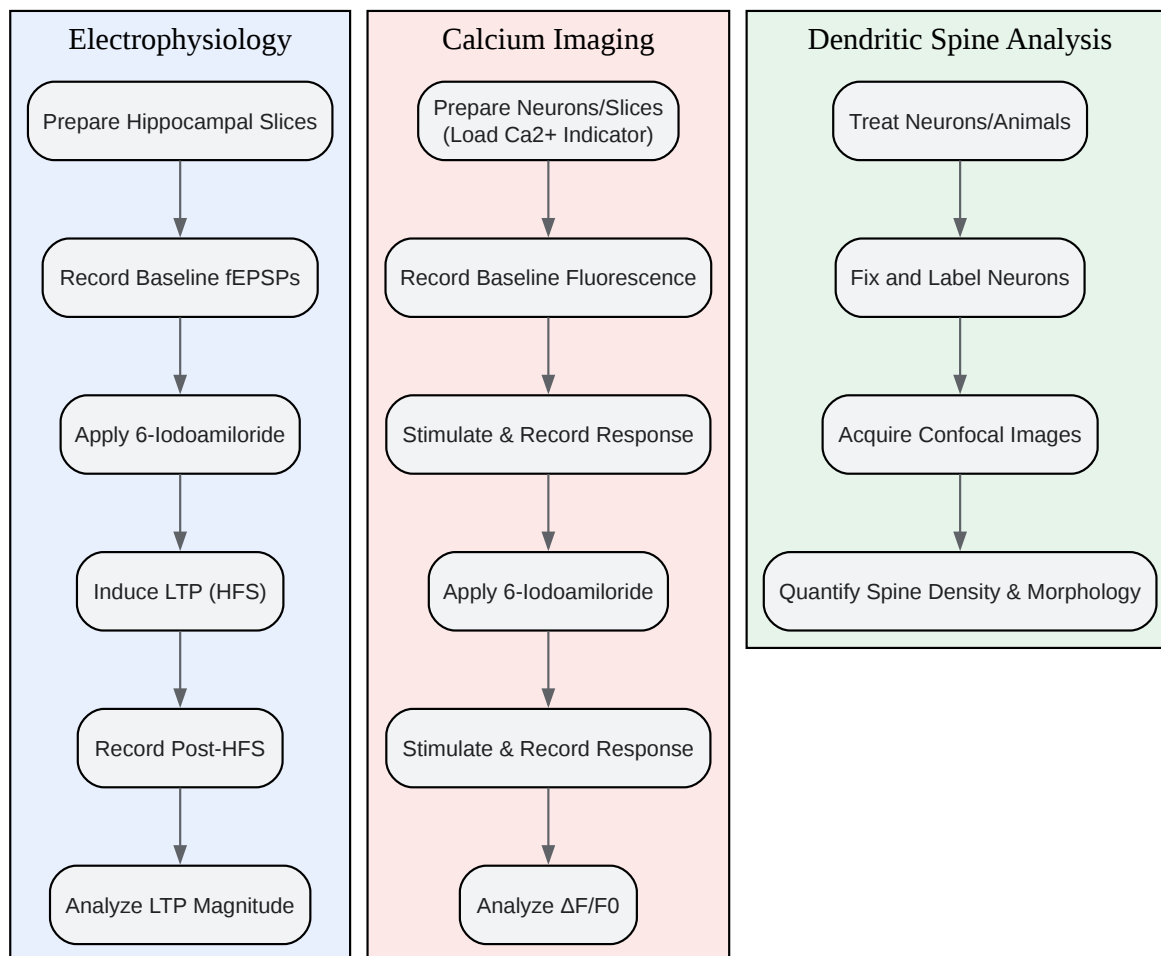 Electrophysiology
Prepare Hippocampal Slices
Record Baseline fEPSPs
Apply 6-Iodoamiloride
Induce LTP (HFS)
Record Post-HFS
Analyze LTP Magnitude
Calcium Imaging
Prepare Neurons/Slices
(Load Ca2+ Indicator)
Record Baseline Fluorescence
Stimulate & Record Response
Apply 6-Iodoamiloride
Stimulate & Record Response
Analyze ΔF/F0
Dendritic Spine Analysis
Treat Neurons/Animals
Fix and Label Neurons
Acquire Confocal Images
Quantify Spine Density & Morphology